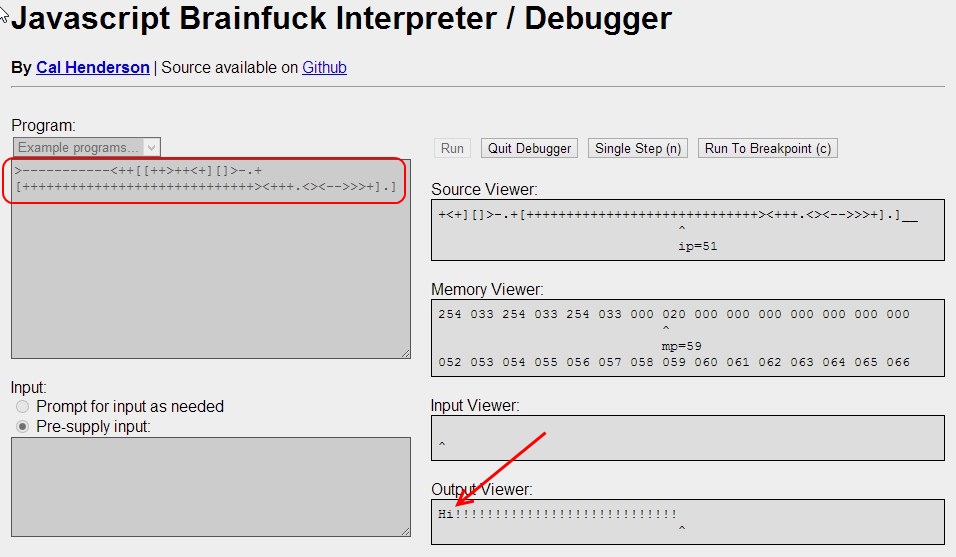 Javascript Brainfuck Interpreter / Debugger
By Cal Henderson | Source available on Github
Program:
Example programs...
>-----------<++[[++>++<+][]>-.+
[+++++++++++++++++++++++++++++><+++.<><-->>>+].]
Input:
Prompt for input as needed
Pre-supply input:
Run Quit Debugger Single Step (n) Run To Breakpoint (c)
Source Viewer:
+<+][]>-.+[+++++++++++++++++++++++++++++><+++.<><-->>>+].]__
^
ip=51
Memory Viewer:
254 033 254 033 254 033 000 020 000 000 000 000 000 000 000
^
mp=59
052 053 054 055 056 057 058 059 060 061 062 063 064 065 066
Input Viewer:
^
Output Viewer:
Hi!!!!!!!!!!!!!!!!!!!!!!!!!!!!
^